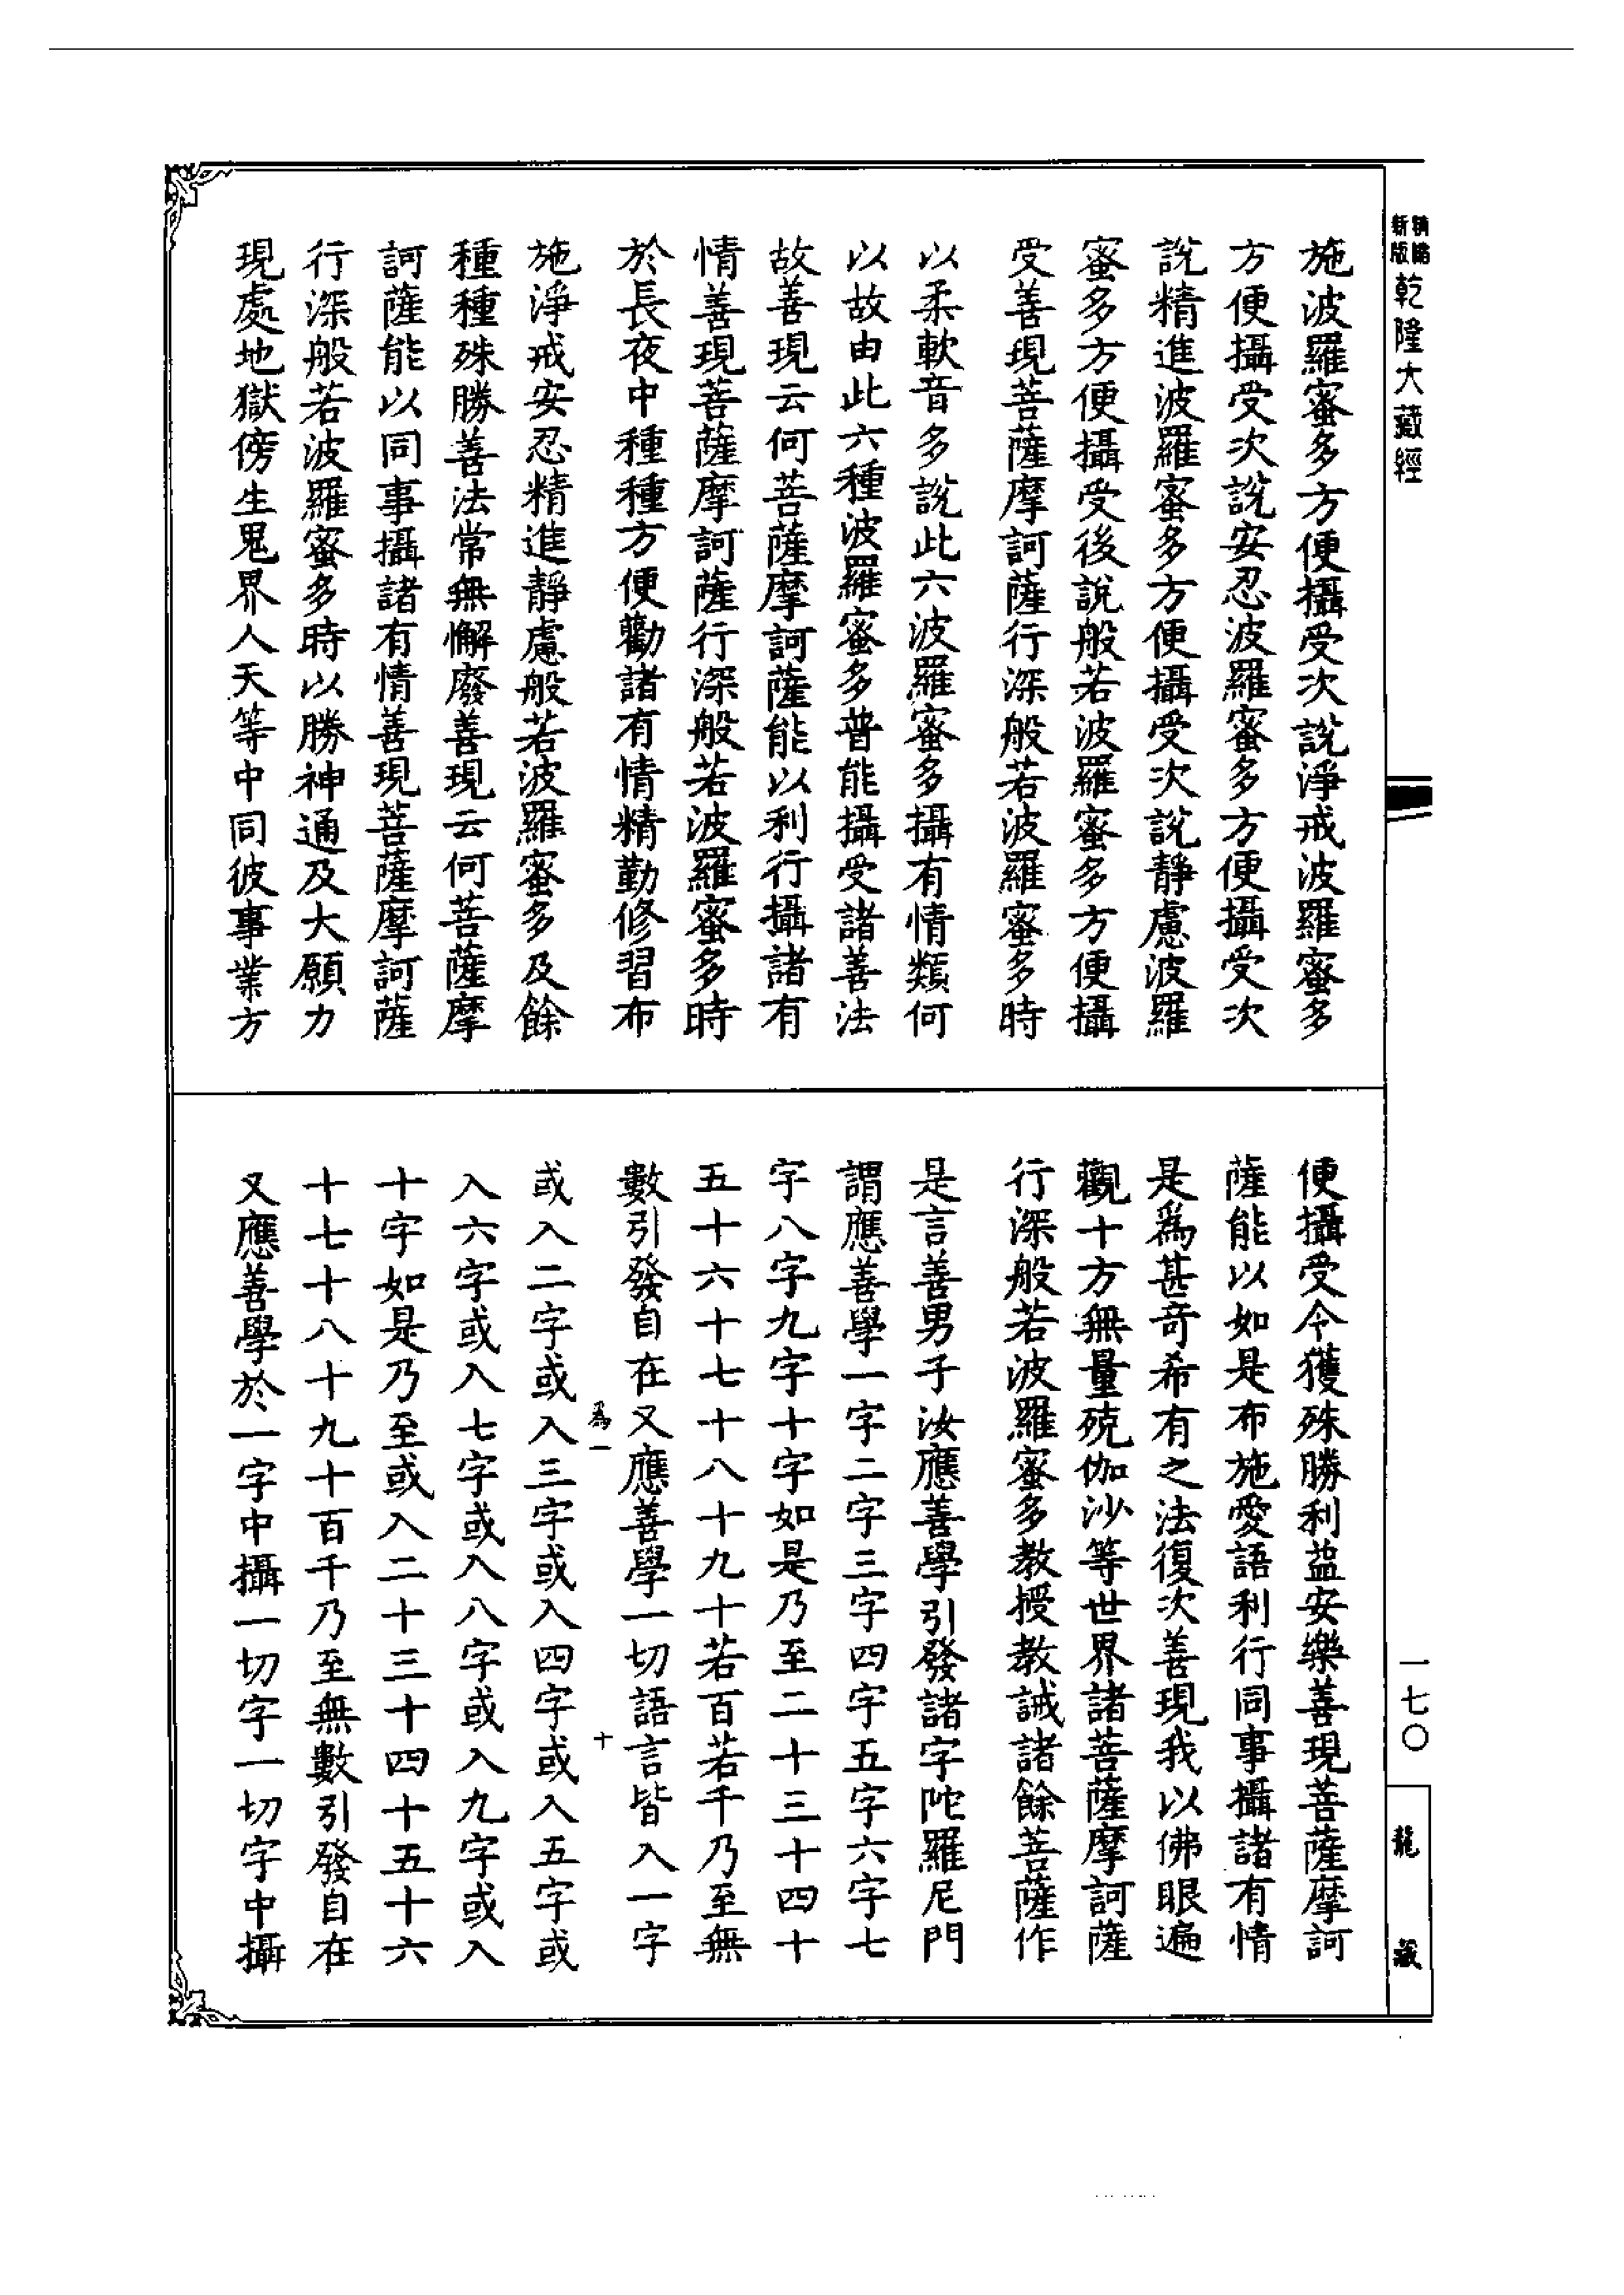 精縮
新版
乾隆大藏經
施波羅蜜多方便攝受次說淨戒波羅蜜多
方便攝受次說安忍波羅蜜多方便攝受次
說精進波羅蜜多方便攝受次說靜慮波羅
蜜多方便攝受後說般若波羅蜜多方便攝
受善現菩薩摩訶薩行深般若波羅蜜多時
以柔軟音多說此六波羅蜜多攝有情類何
以故由此六種波羅蜜多普能攝受諸善法
故善現云何菩薩摩訶薩能以利行攝諸有
情善現菩薩摩訶薩行深般若波羅蜜多時
於長夜中種種方便勸諸有情精勤修習布
施淨戒安忍精進靜慮般若波羅蜜多及餘
種種殊勝善法常無懈廢善現云何菩薩摩
訶薩能以同事攝諸有情善現菩薩摩訶薩
行深般若波羅蜜多時以勝神通及大願力
現處地獄傍生鬼界人天等中同彼事業方
便攝受令獲殊勝利益安樂善現菩薩摩訶
薩能以如是布施愛語利行同事攝諸有情
是爲甚奇希有之法復次善現我以佛眼遍
觀十方無量殑伽沙等世界諸菩薩摩訶薩
行深般若波羅蜜多教授教誡諸餘菩薩作
是言善男子汝應善學引發諸字陀羅尼門
謂應善學一字二字三字四字五字六字七
字八字九字十字如是乃至二十三十四十
五十六十七十八十九十若百若千乃至無
數引發自在又應善學一切語言皆入一字
爲一 十
或入二字或入三字或入四字或入五字或
入六字或入七字或入八字或入九字或入
十字如是乃至或入二十三十四十五十六
十七十八十九十百千乃至無數引發自在
又應善學於一字中攝一切字一切字中攝
一七〇
龍藏